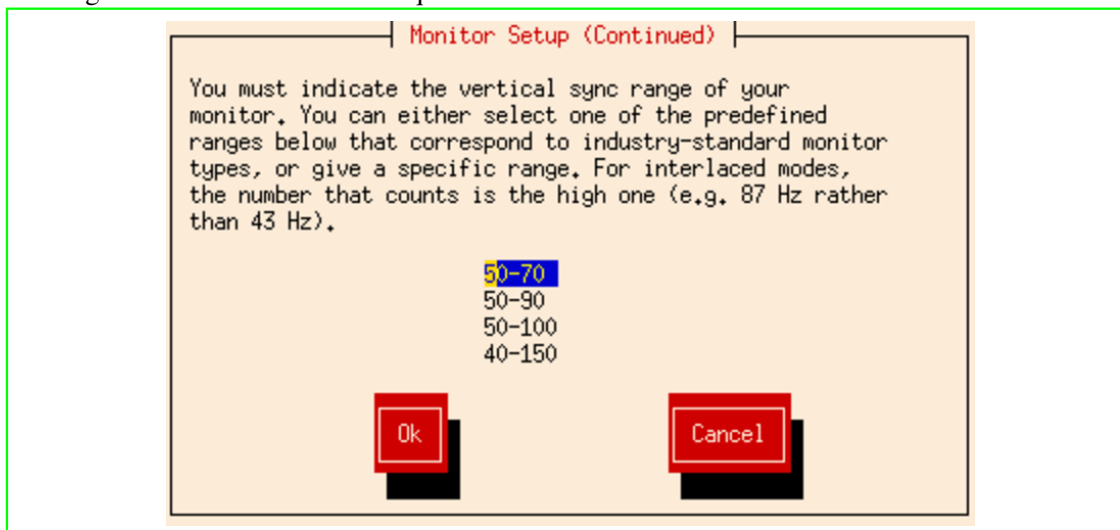 Monitor Setup (Continued)
You must indicate the vertical sync range of your
monitor. You can either select one of the predefined
ranges below that correspond to industry-standard monitor
types, or give a specific range. For interlaced modes,
the number that counts is the high one (e.g. 87 Hz rather
than 43 Hz).
50-70
50-90
50-100
40-150
Ok Cancel